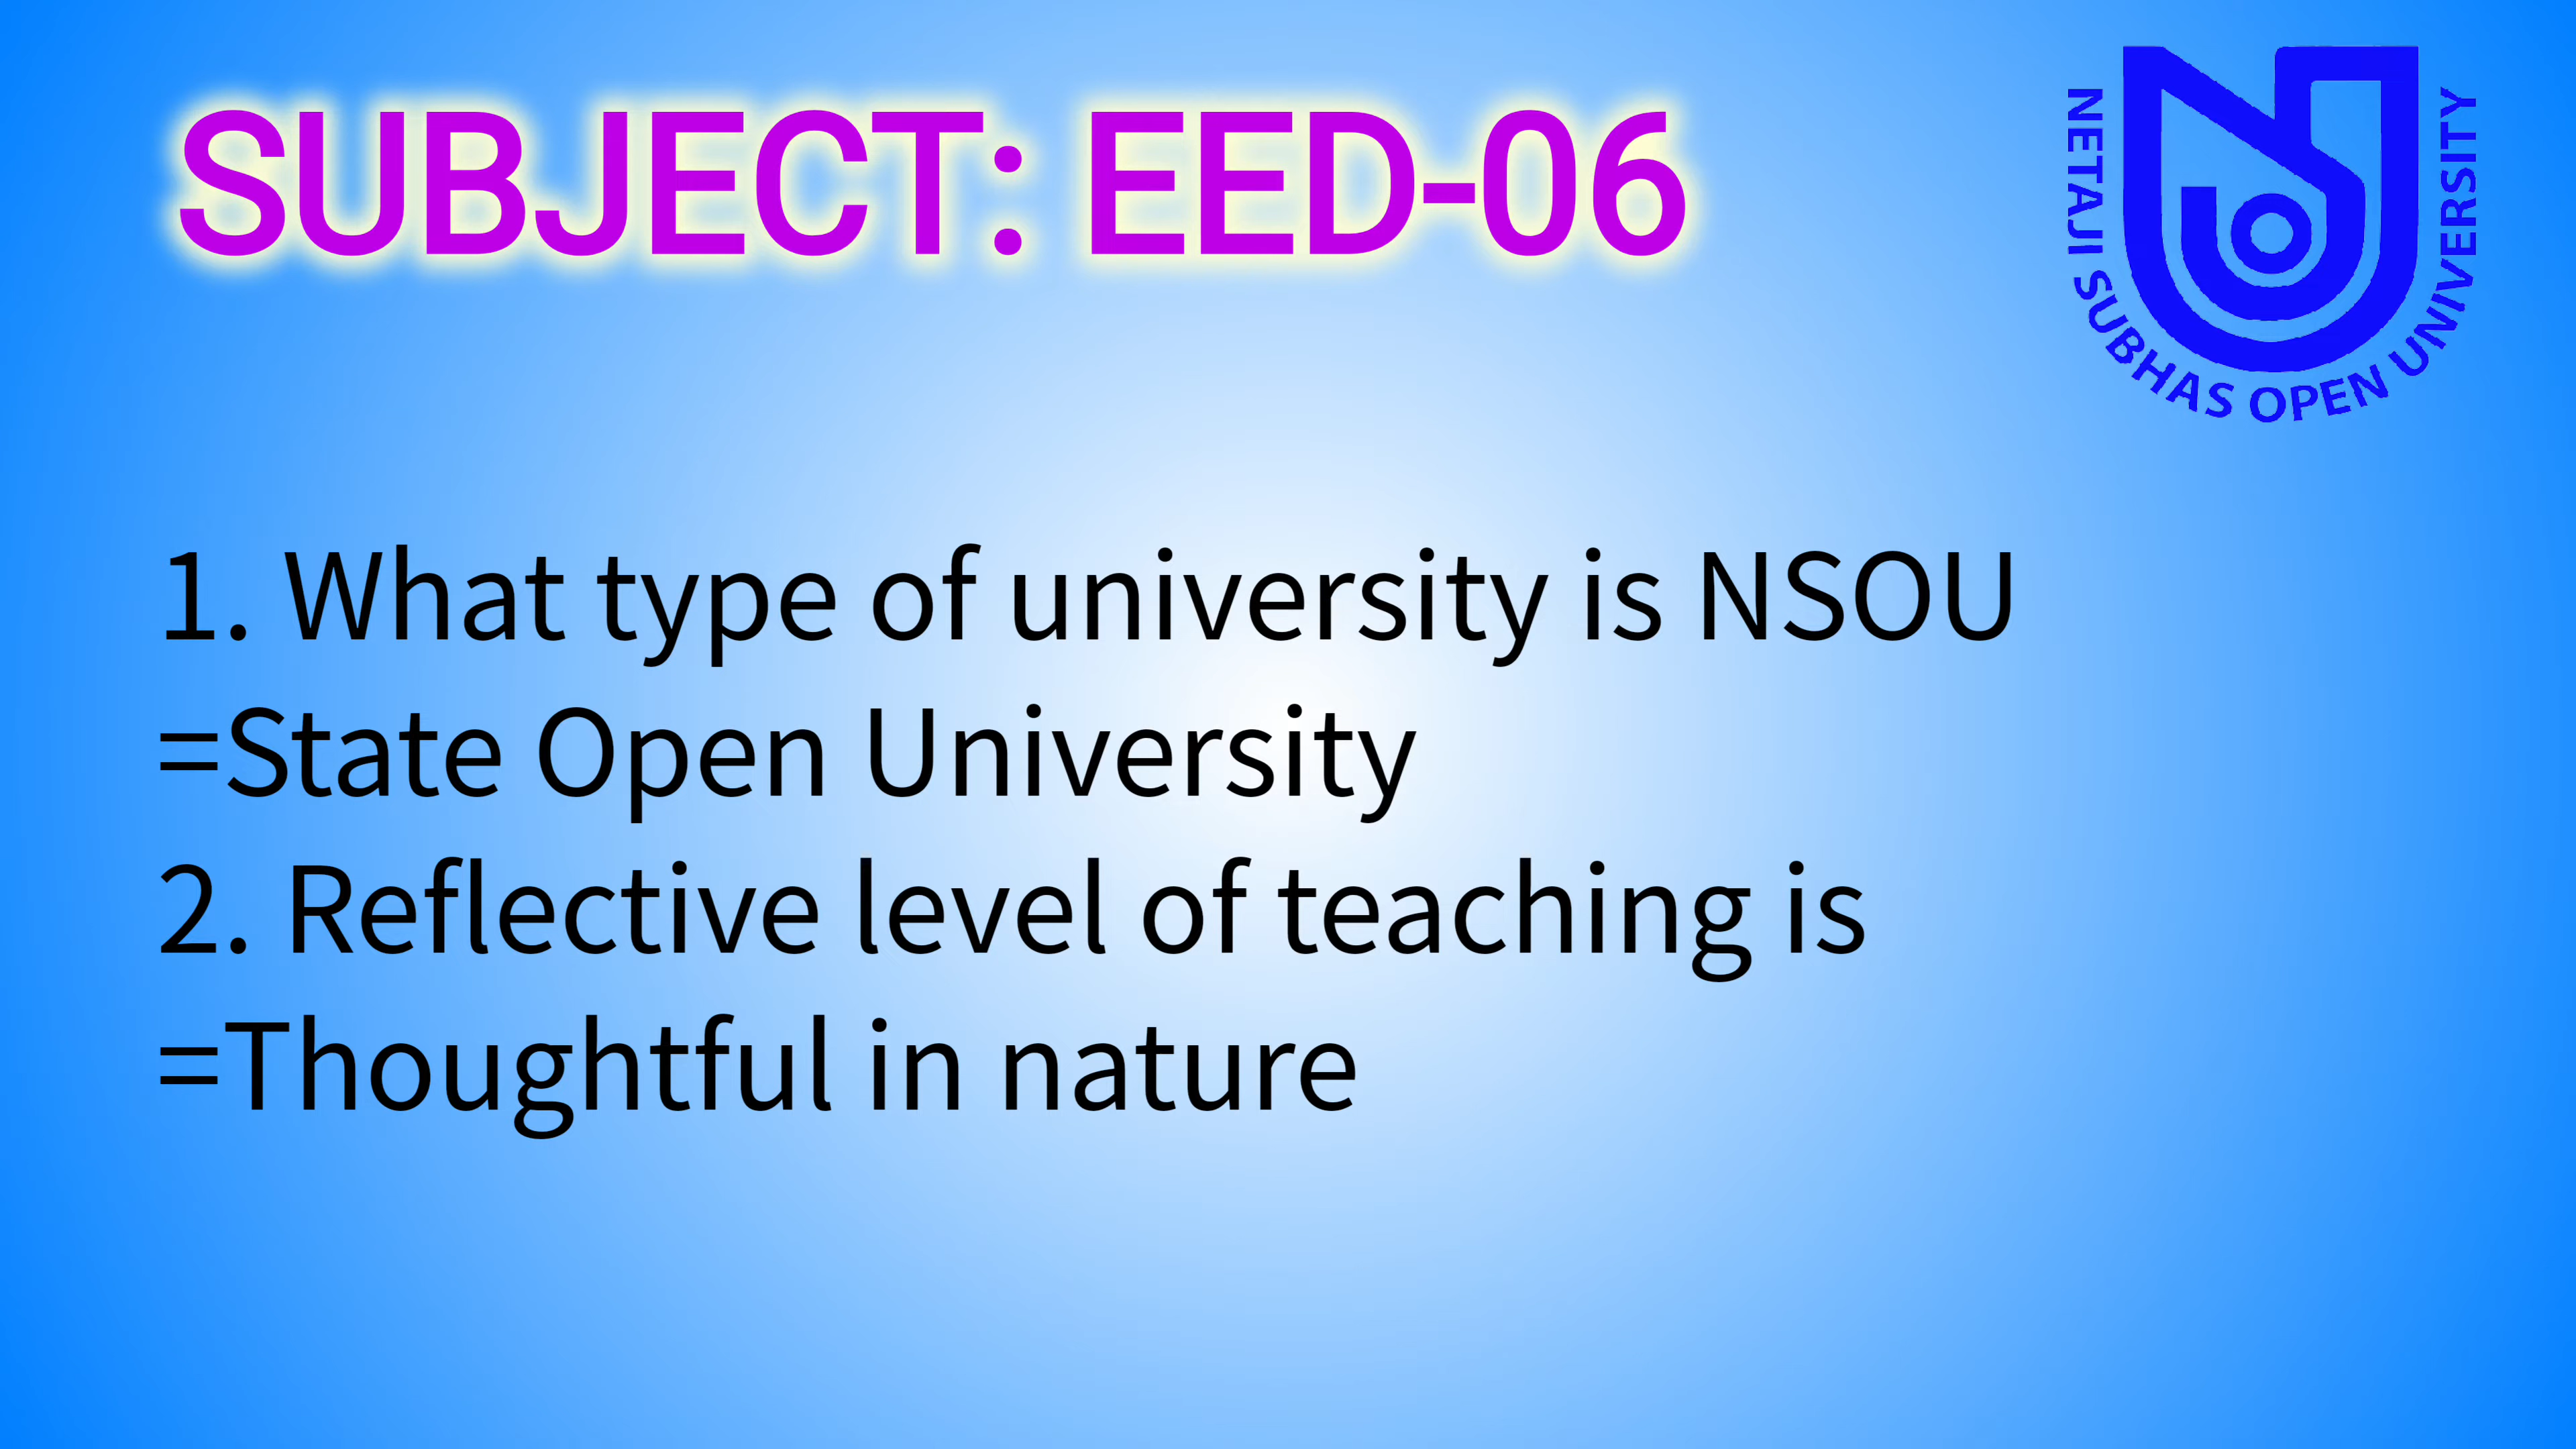 SUBJECT: EED-06
NETAJI SUBHAS OPEN UNIVERSITY
1. What type of university is NSOU
=State Open University
2. Reflective level of teaching is
=Thoughtful in nature